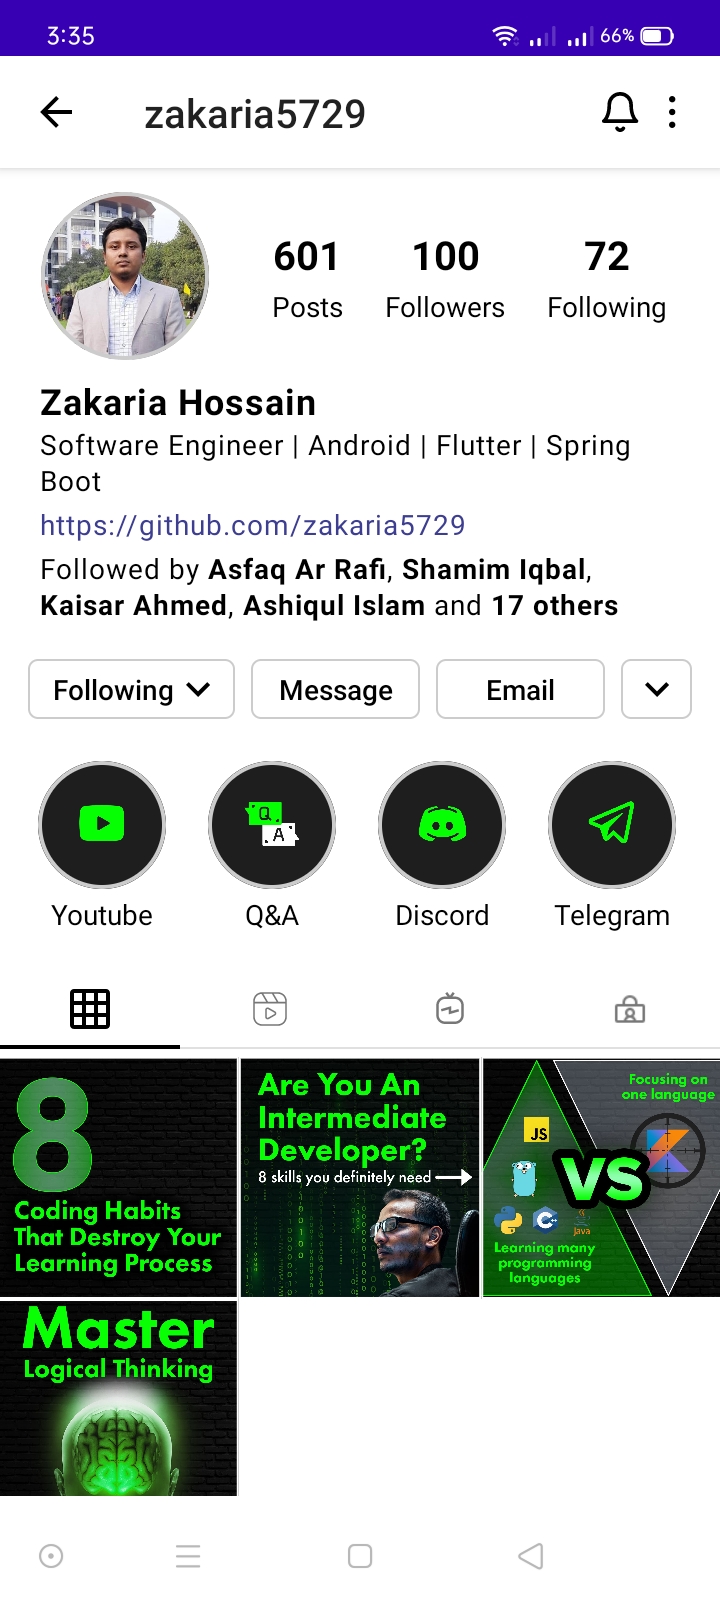 3:35
66%
zakaria5729
601
100
72
Posts
Followers
Following
Zakaria Hossain
Software Engineer | Android | Flutter | Spring
Boot
https://github.com/zakaria5729
Followed by Asfaq Ar Rafi, Shamim Iqbal,
Kaisar Ahmed, Ashiqul Islam and 17 others
Following
Message
Email
Q
A
Youtube
Q&A
Discord
Telegram
8
Coding Habits
That Destroy Your
Learning Process
Are You An
Intermediate
Developer?
8 skills you definitely need
Focusing on
one language
JS
VS
C
Java
Learning many
programming
languages
Master
Logical Thinking